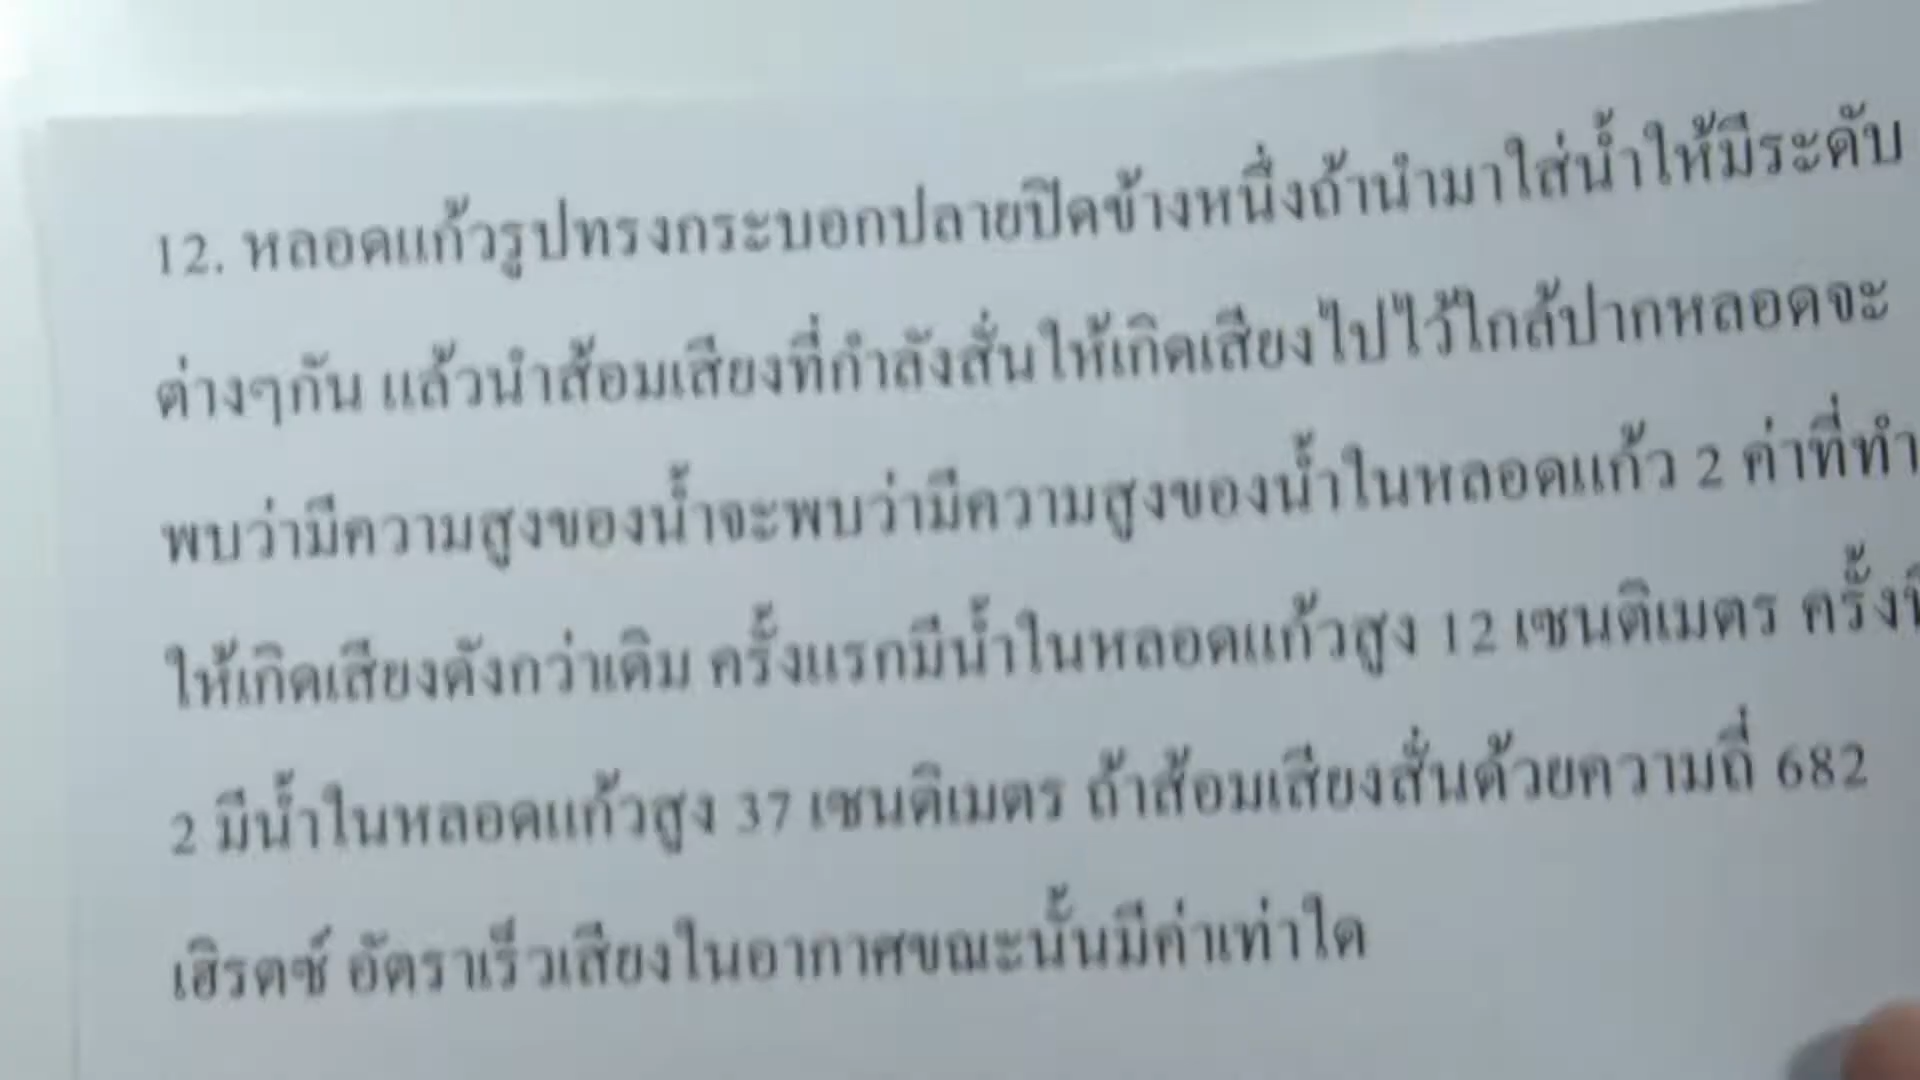 12. หลอดแก้วรูปทรงกระบอกปลายปิดข้างหนึ่งถ้านำมาใส่น้ำให้มีระดับ
ต่างๆกัน แล้วนำส้อมเสียงที่กำลังสั่นให้เกิดเสียงไปไว้ใกล้ปากหลอดจะ
พบว่ามีความสูงของน้ำจะพบว่ามีความสูงของน้ำในหลอดแก้ว 2 ค่าที่ทำ
ให้เกิดเสียงดังกว่าเดิม ครั้งแรกมีน้ำในหลอดแก้วสูง 12 เซนติเมตร ครั้งที่
2 มีน้ำในหลอดแก้วสูง 37 เซนติเมตร ถ้าส้อมเสียงสั่นด้วยความถี่ 682
เฮิรตซ์ อัตราเร็วเสียงในอากาศขณะนั้นมีค่าเท่าใด